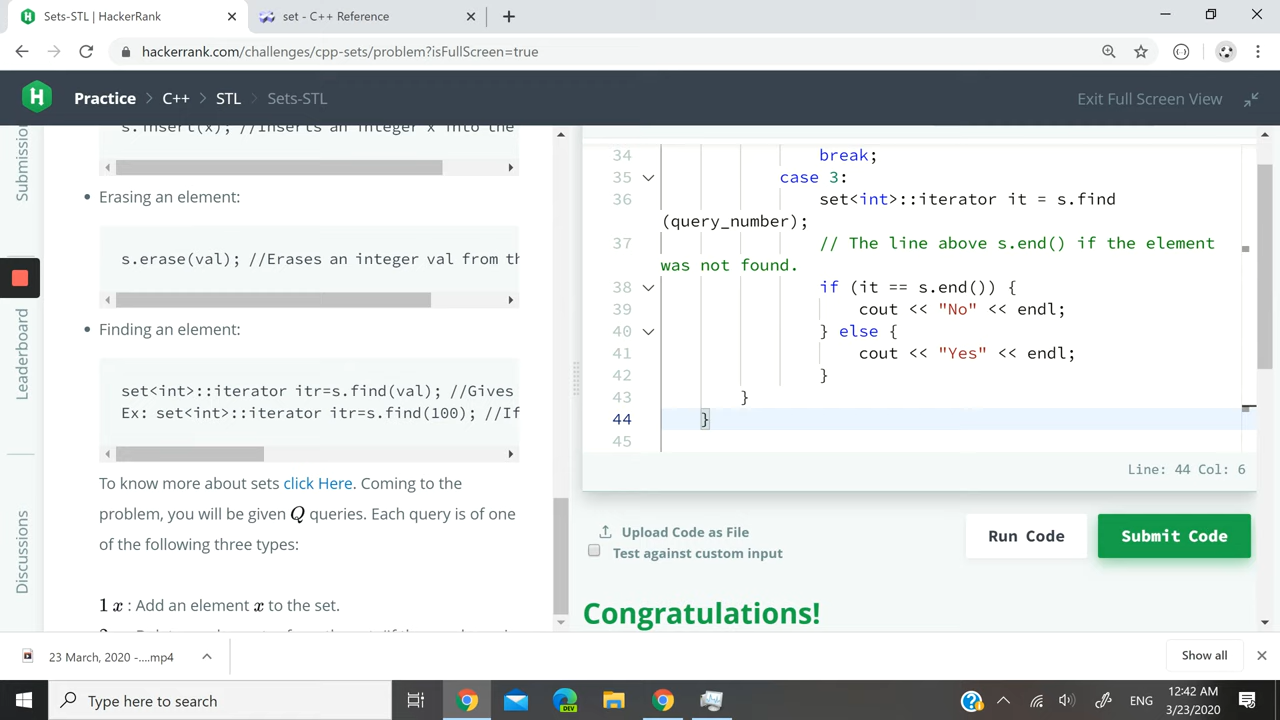 Sets-STL | HackerRank
set - C++ Reference
hackerrank.com/challenges/cpp-sets/problem?isFullScreen=true
H
Practice > C++ > STL > Sets-STL
Exit Full Screen View
Submission
Leaderboard
Discussions
s.insert(x); //Inserts an integer x into the
• Erasing an element:
s.erase(val); //Erases an integer val from th
• Finding an element:
set<int>::iterator itr=s.find(val); //Gives
Ex: set<int>::iterator itr=s.find(100); //If
To know more about sets click Here. Coming to the
problem, you will be given Q queries. Each query is of one
of the following three types:
1 x : Add an element x to the set.
34 break;
35 case 3:
36 set<int>::iterator it = s.find
(query_number);
37 // The line above s.end() if the element
was not found.
38 if (it == s.end()) {
39 cout << "No" << endl;
40 } else {
41 cout << "Yes" << endl;
42 }
43 }
44 }
45
Line: 44 Col: 6
Upload Code as File
Test against custom input
Run Code
Submit Code
Congratulations!
23 March, 2020 -....mp4
Show all
Type here to search
DEV
ENG
12:42 AM
3/23/2020